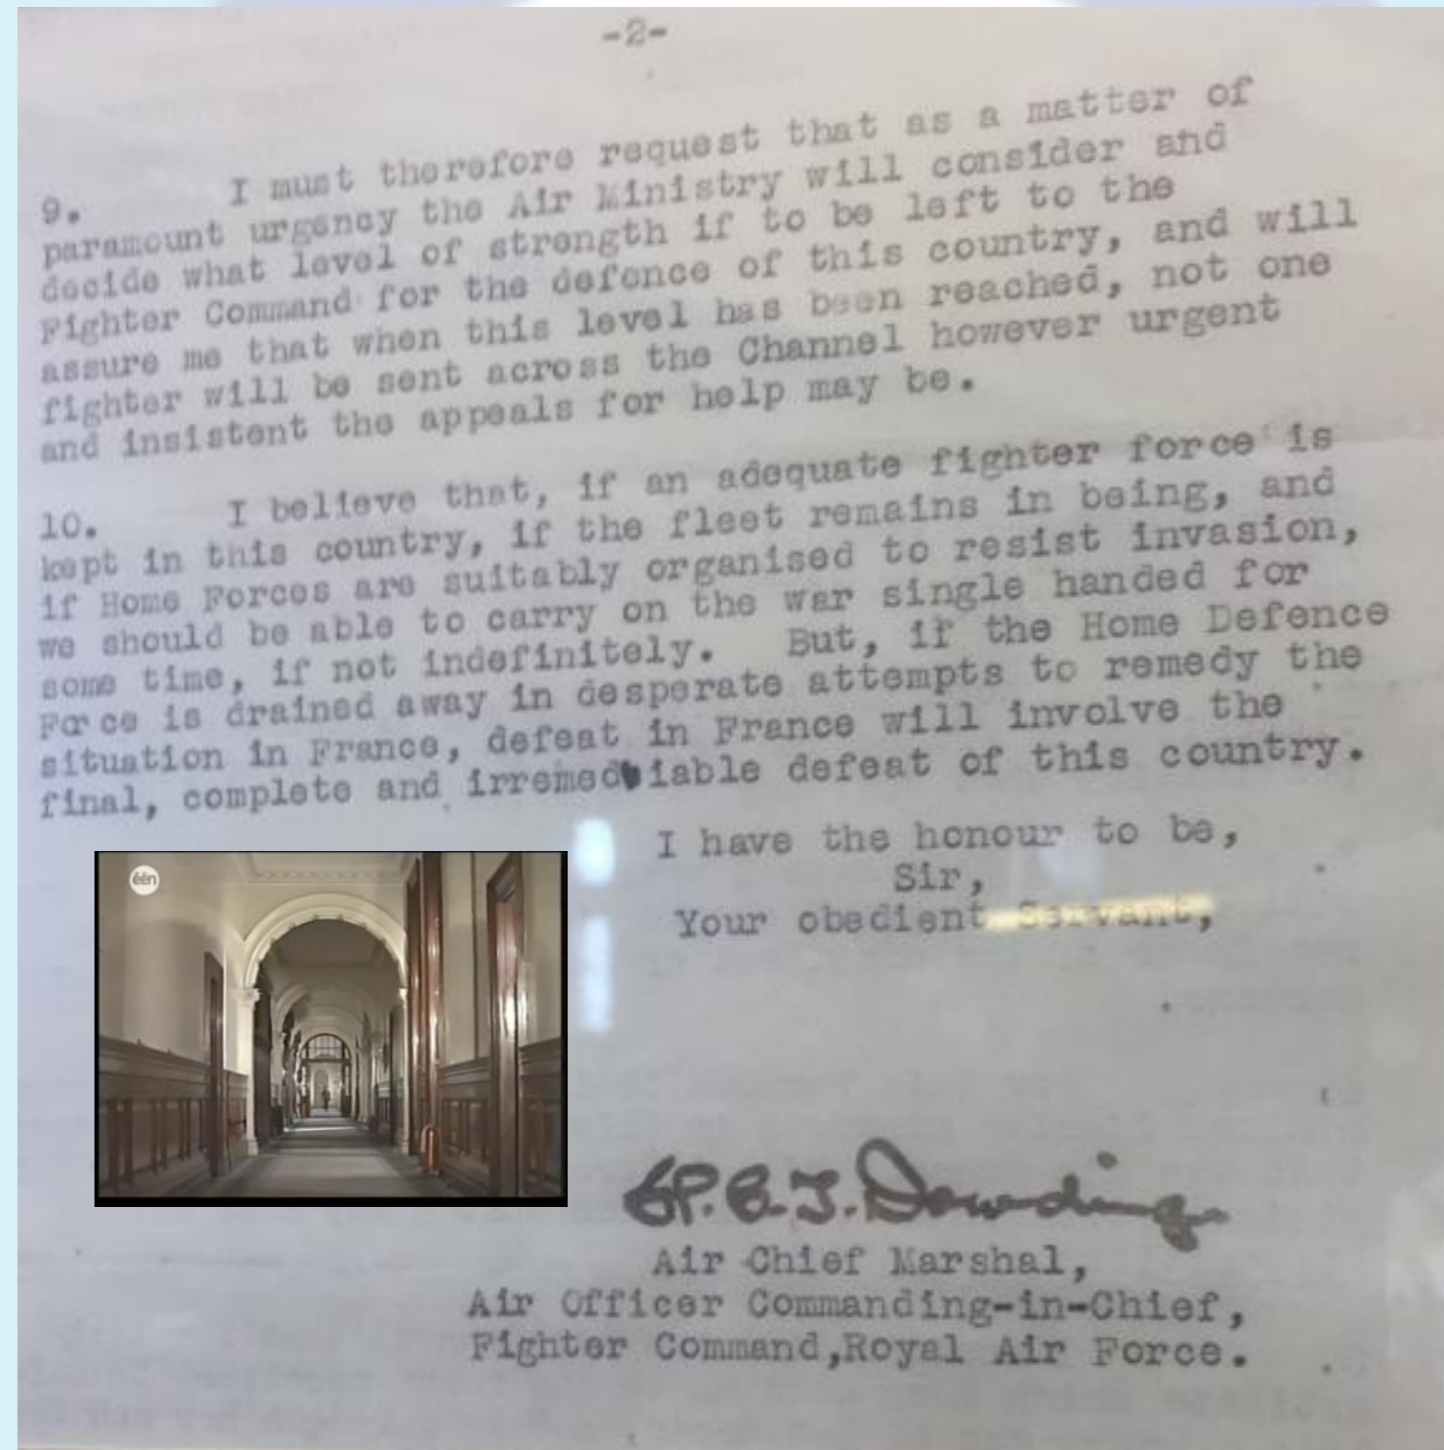 -2-
9. I must therefore request that as a matter of
paramount urgency the Air Ministry will consider and
decide what level of strength if to be left to the
Fighter Command for the defence of this country, and will
assure me that when this level has been reached, not one
fighter will be sent across the Channel however urgent
and insistent the appeals for help may be.
10. I believe that, if an adequate fighter force is
kept in this country, if the fleet remains in being, and
if Home Forces are suitably organised to resist invasion,
we should be able to carry on the war single handed for
some time, if not indefinitely. But, if the Home Defence
Force is drained away in desperate attempts to remedy the
situation in France, defeat in France will involve the
final, complete and irremediable defeat of this country.
I have the honour to be,
Sir,
Your obedient Servant,
één
H.C.T. Dowding
Air Chief Marshal,
Air Officer Commanding-in-Chief,
Fighter Command,Royal Air Force.